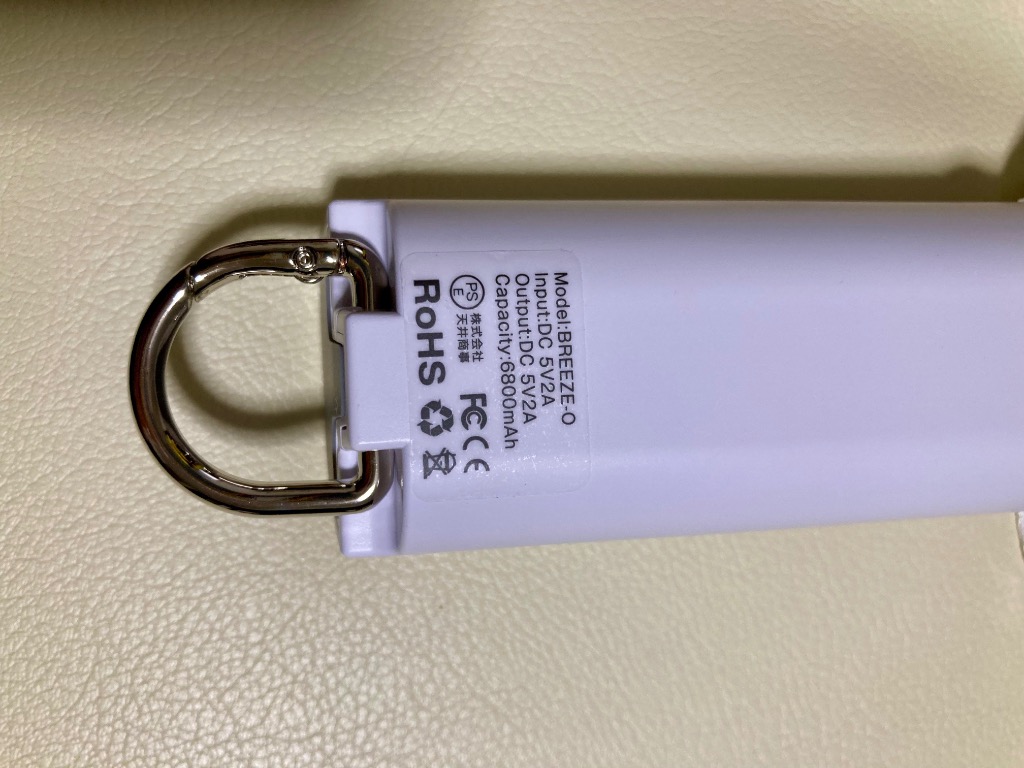 Model:BREEZE-O
Input:DC 5V2A
Output:DC 5V2A
Capacity:6800mAh
PS
E
株式会社
天井商事
FC CE
RoHS